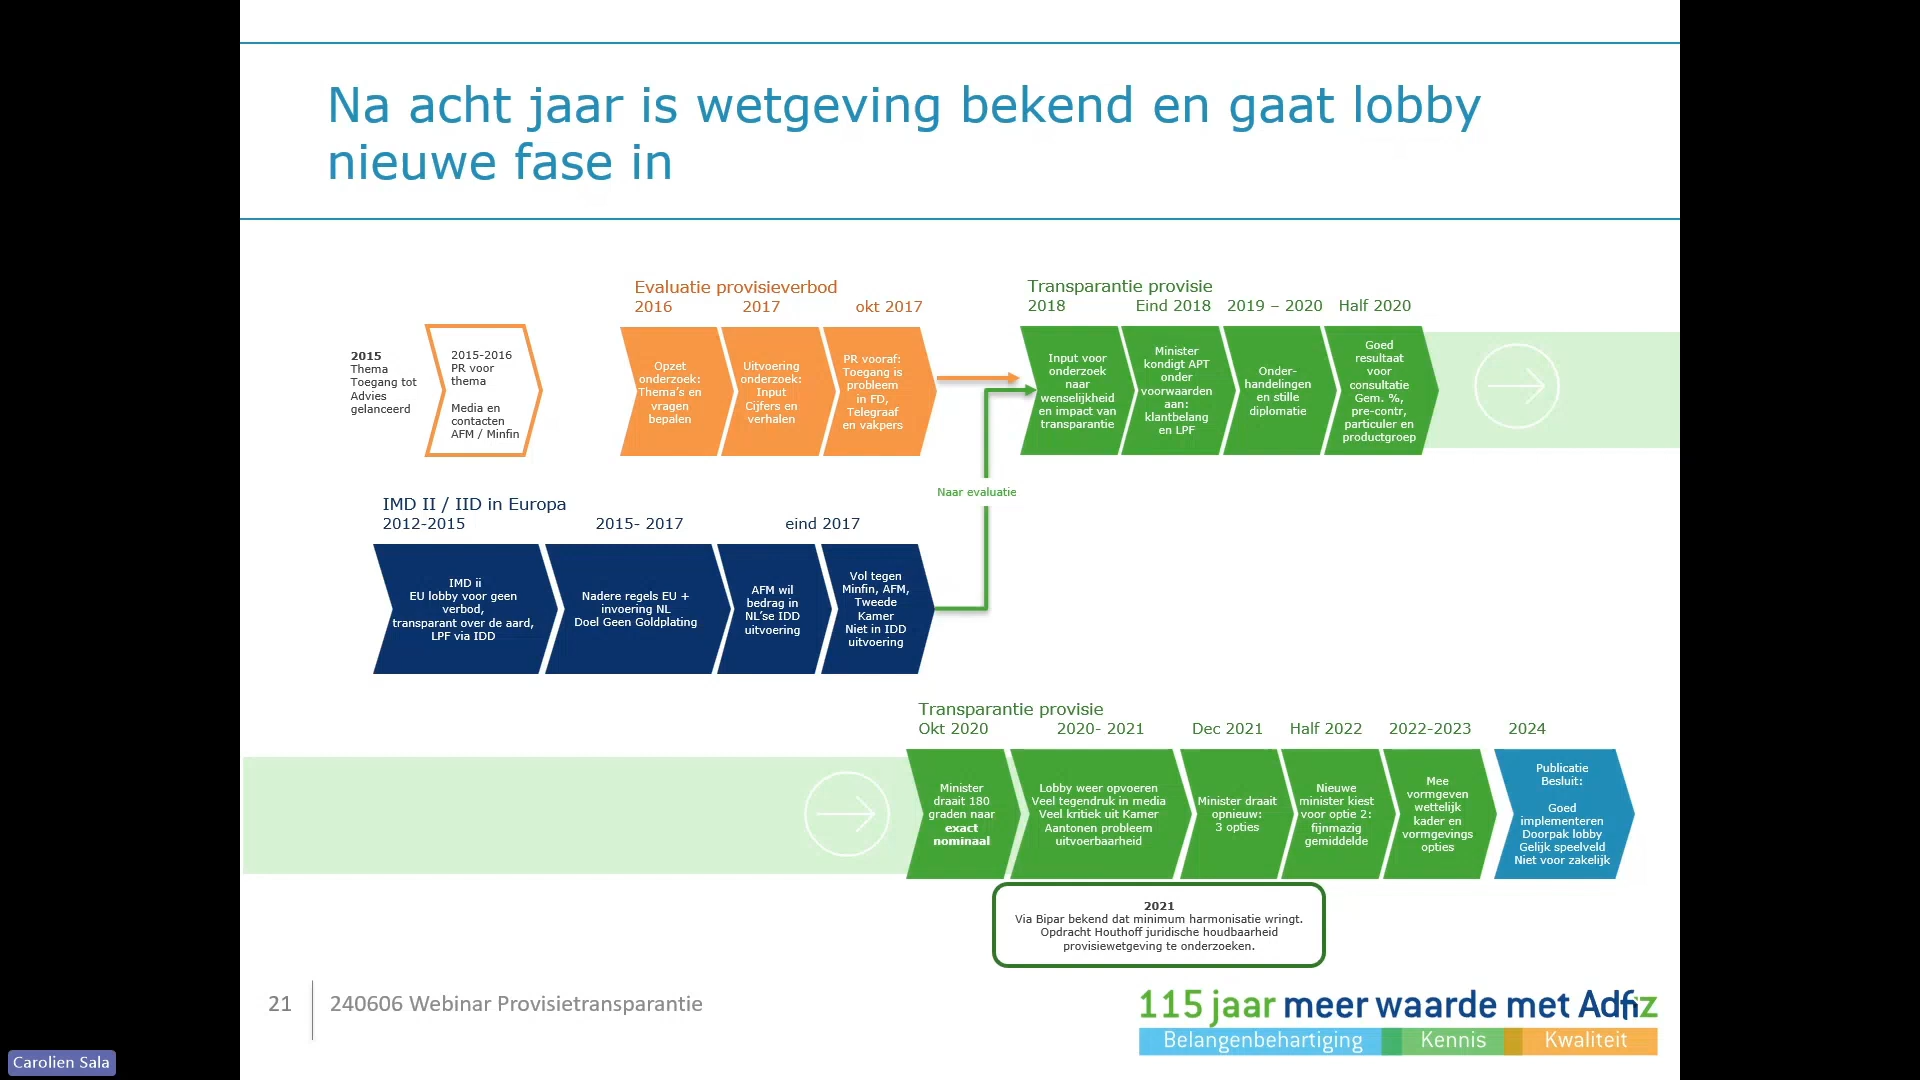 Na acht jaar is wetgeving bekend en gaat lobby
nieuwe fase in
Evaluatie provisieverbod
2016
2017
okt 2017
Transparantie provisie
2018
Eind 2018
2019 – 2020
Half 2020
2015
Thema
Toegang tot
Advies
gelanceerd
2015-2016
PR voor
thema
Media en
contacten
AFM / Minfin
Opzet
onderzoek:
Thema's en
vragen
bepalen
Uitvoering
onderzoek:
Input
Cijfers en
verhalen
PR vooraf:
Toegang is
probleem
in FD,
Telegraaf
en vakpers
Input voor
onderzoek
naar
wenselijkheid
en impact van
transparantie
Minister
kondigt APT
onder
voorwaarden
aan:
klantbelang
en LPF
Onder-
handelingen
en stille
diplomatie
Goed
resultaat
voor
consultatie
Gem. %,
pre-contr,
particulier en
productgroep
Naar evaluatie
IMD II / IID in Europa
2012-2015
2015- 2017
eind 2017
IMD ii
EU lobby voor geen
verbod,
transparant over de aard,
LPF via IDD
Nadere regels EU +
invoering NL
Doel Geen Goldplating
AFM wil
bedrag in
NL'se IDD
uitvoering
Vol tegen
Minfin, AFM,
Tweede
Kamer
Niet in IDD
uitvoering
Transparantie provisie
Okt 2020
2020- 2021
Dec 2021
Half 2022
2022-2023
2024
Minister
draait 180
graden naar
exact
nominaal
Lobby weer opvoeren
Veel tegendruk in media
Veel kritiek uit Kamer
Aantonen probleem
uitvoerbaarheid
Minister draait
opnieuw:
3 opties
Nieuwe
minister kiest
voor optie 2:
fijnmazig
gemiddelde
Mee
vormgeven
wettelijk
kader en
vormgevings
opties
Publicatie
Besluit:
Goed
implementeren
Doorpak lobby
Gelijk speelveld
Niet voor zakelijk
2021
Via Bipar bekend dat minimum harmonisatie wringt.
Opdracht Houthoff juridische houdbaarheid
provisiewetgeving te onderzoeken.
21
240606 Webinar Provisietransparantie
115 jaar meer waarde met Adfiz
Belangenbehartiging
Kennis
Kwaliteit
Carolien Sala